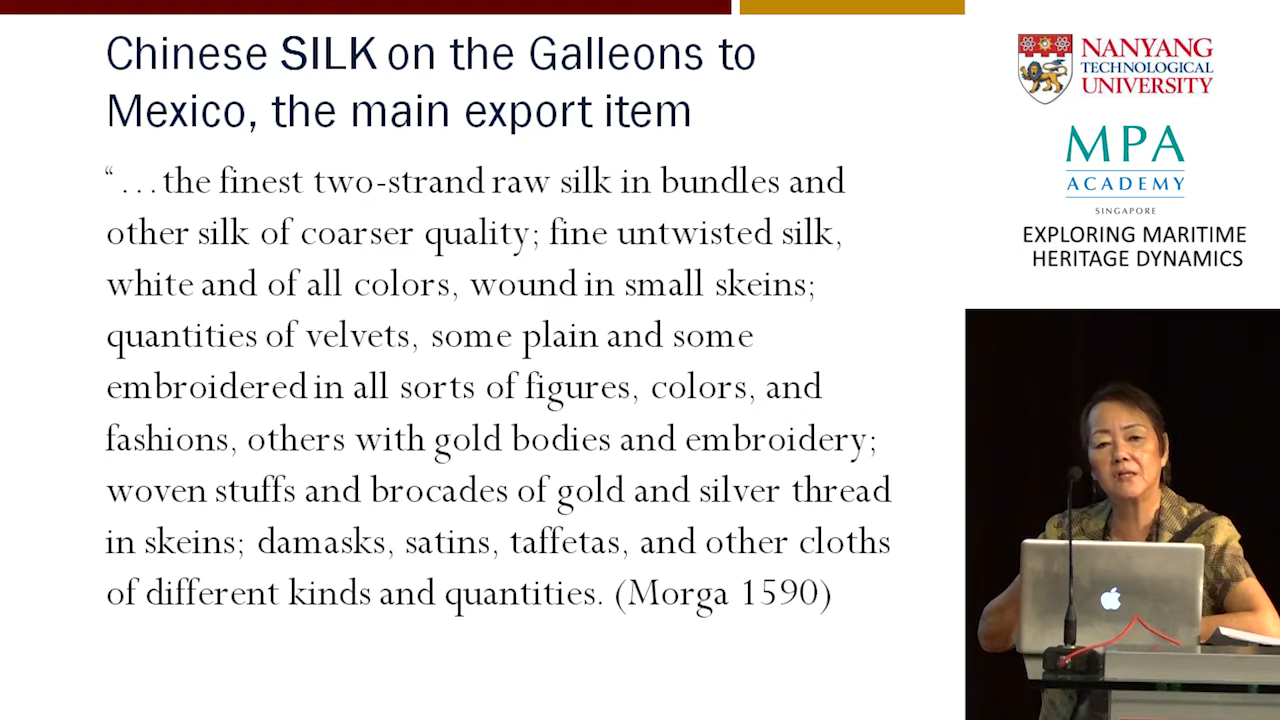 Chinese SILK on the Galleons to
Mexico, the main export item
“…the finest two-strand raw silk in bundles and
other silk of coarser quality; fine untwisted silk,
white and of all colors, wound in small skeins;
quantities of velvets, some plain and some
embroidered in all sorts of figures, colors, and
fashions, others with gold bodies and embroidery;
woven stuffs and brocades of gold and silver thread
in skeins; damasks, satins, taffetas, and other cloths
of different kinds and quantities. (Morga 1590)
NANYANG
TECHNOLOGICAL
UNIVERSITY
MPA
ACADEMY
SINGAPORE
EXPLORING MARITIME
HERITAGE DYNAMICS